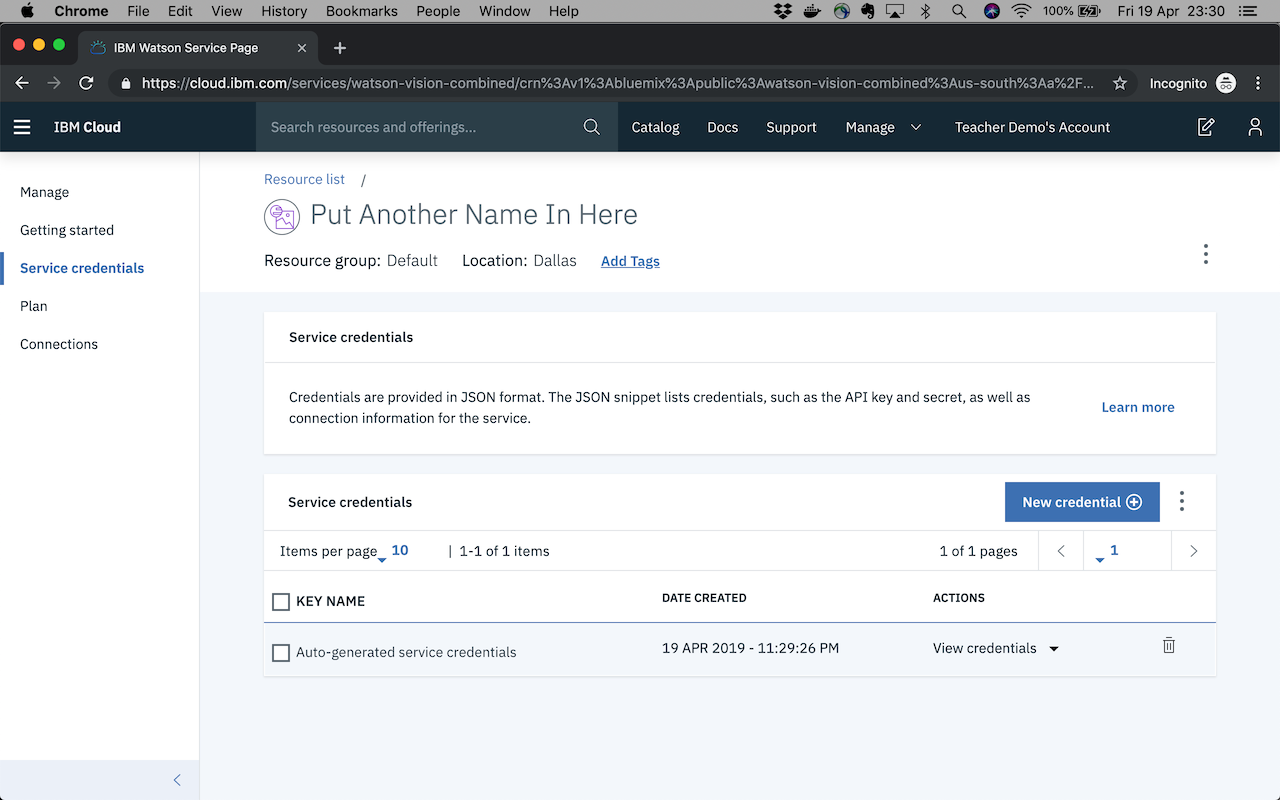 Chrome File Edit View History Bookmarks People Window Help 100% Fri 19 Apr 23:30
IBM Watson Service Page
https://cloud.ibm.com/services/watson-vision-combined/crn%3Av1%3Abluemix%3Apublic%3Awatson-vision-combined%3Aus-south%3Aa%2F... Incognito
IBM Cloud Search resources and offerings... Catalog Docs Support Manage Teacher Demo's Account
Manage
Getting started
Service credentials
Plan
Connections
Resource list /
Put Another Name In Here
Resource group: Default Location: Dallas Add Tags
Service credentials
Credentials are provided in JSON format. The JSON snippet lists credentials, such as the API key and secret, as well as
connection information for the service.
Learn more
Service credentials New credential
Items per page 10 | 1-1 of 1 items 1 of 1 pages 1
KEY NAME DATE CREATED ACTIONS
Auto-generated service credentials 19 APR 2019 - 11:29:26 PM View credentials